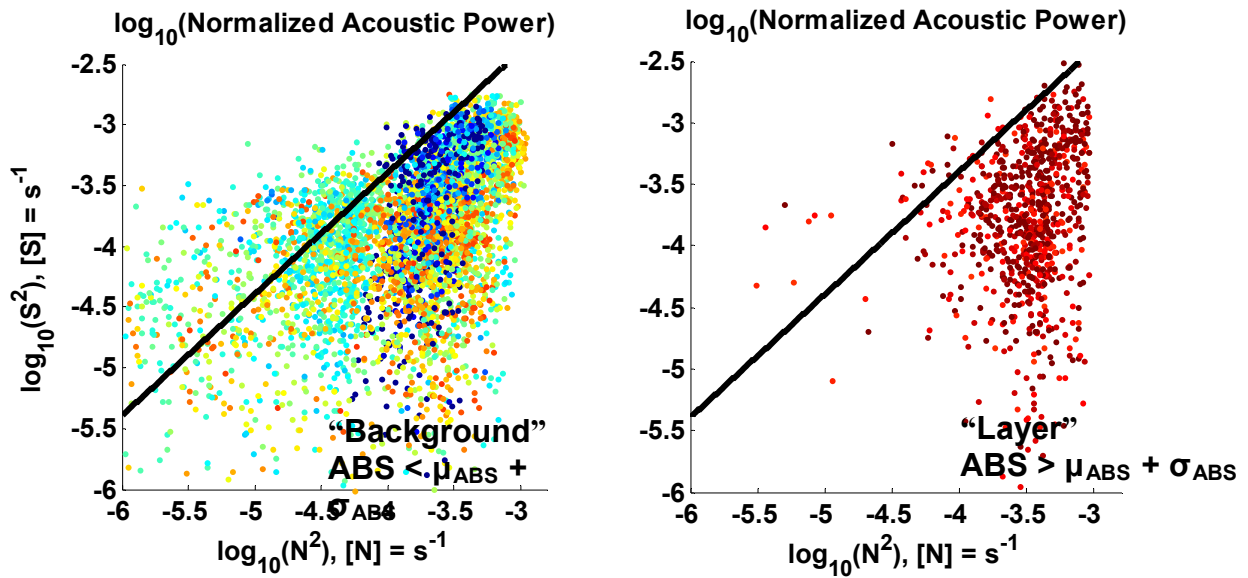 log10(Normalized Acoustic Power)
-2.5
-3
-3.5
-4
-4.5
-5
-5.5
-6
log10(S2), [S] = s-1
“Background”
ABS < μABS +
σABS
-6 -5.5 -5 -4.5 -4 -3.5 -3
log10(N2), [N] = s-1
log10(Normalized Acoustic Power)
-2.5
-3
-3.5
-4
-4.5
-5
-5.5
-6
“Layer”
ABS > μABS + σABS
-6 -5.5 -5 -4.5 -4 -3.5 -3
log10(N2), [N] = s-1